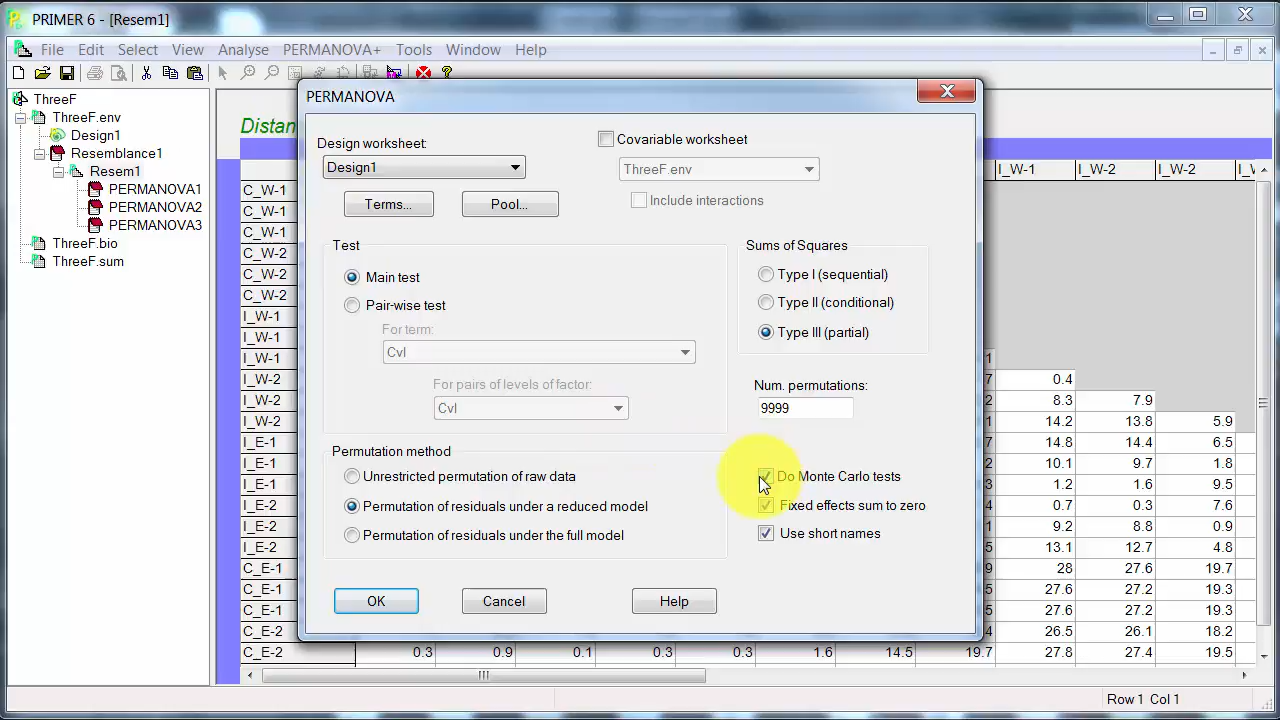 PRIMER 6 - [Resem1]
File Edit Select View Analyse PERMANOVA+ Tools Window Help
ThreeF
ThreeF.env
Design1
Resemblance1
Resem1
PERMANOVA1
PERMANOVA2
PERMANOVA3
ThreeF.bio
ThreeF.sum
Distan
I_W-1 I_W-2 I_W-2
C_W-1
C_W-1
C_W-1
C_W-2
C_W-2
C_W-2
I_W-1
I_W-1
I_W-1 1
I_W-2 7 0.4
I_W-2 2 8.3 7.9
I_W-2 1 14.2 13.8 5.9
I_E-1 4 14.8 14.4 6.5
I_E-1 10.1 9.7 1.8
I_E-1 1.2 1.6 9.5
I_E-2 0.7 0.3 7.6
I_E-2 9.2 8.8 0.9
I_E-2 5 13.1 12.7 4.8
C_E-1 9 28 27.6 19.7
C_E-1 5 27.6 27.2 19.3
C_E-1 27.6 27.2 19.3
C_E-2 4 26.5 26.1 18.2
C_E-2 0.3 0.9 0.1 0.3 0.3 1.6 14.5 19.7 27.8 27.4 19.5
PERMANOVA
Design worksheet:
Design1
Terms... Pool...
Covariable worksheet
ThreeF.env
Include interactions
Test
Main test
Pair-wise test
For term:
Cvl
For pairs of levels of factor:
Cvl
Sums of Squares
Type I (sequential)
Type II (conditional)
Type III (partial)
Num. permutations:
9999
Permutation method
Unrestricted permutation of raw data
Permutation of residuals under a reduced model
Permutation of residuals under the full model
Do Monte Carlo tests
Fixed effects sum to zero
Use short names
OK Cancel Help
Row 1 Col 1